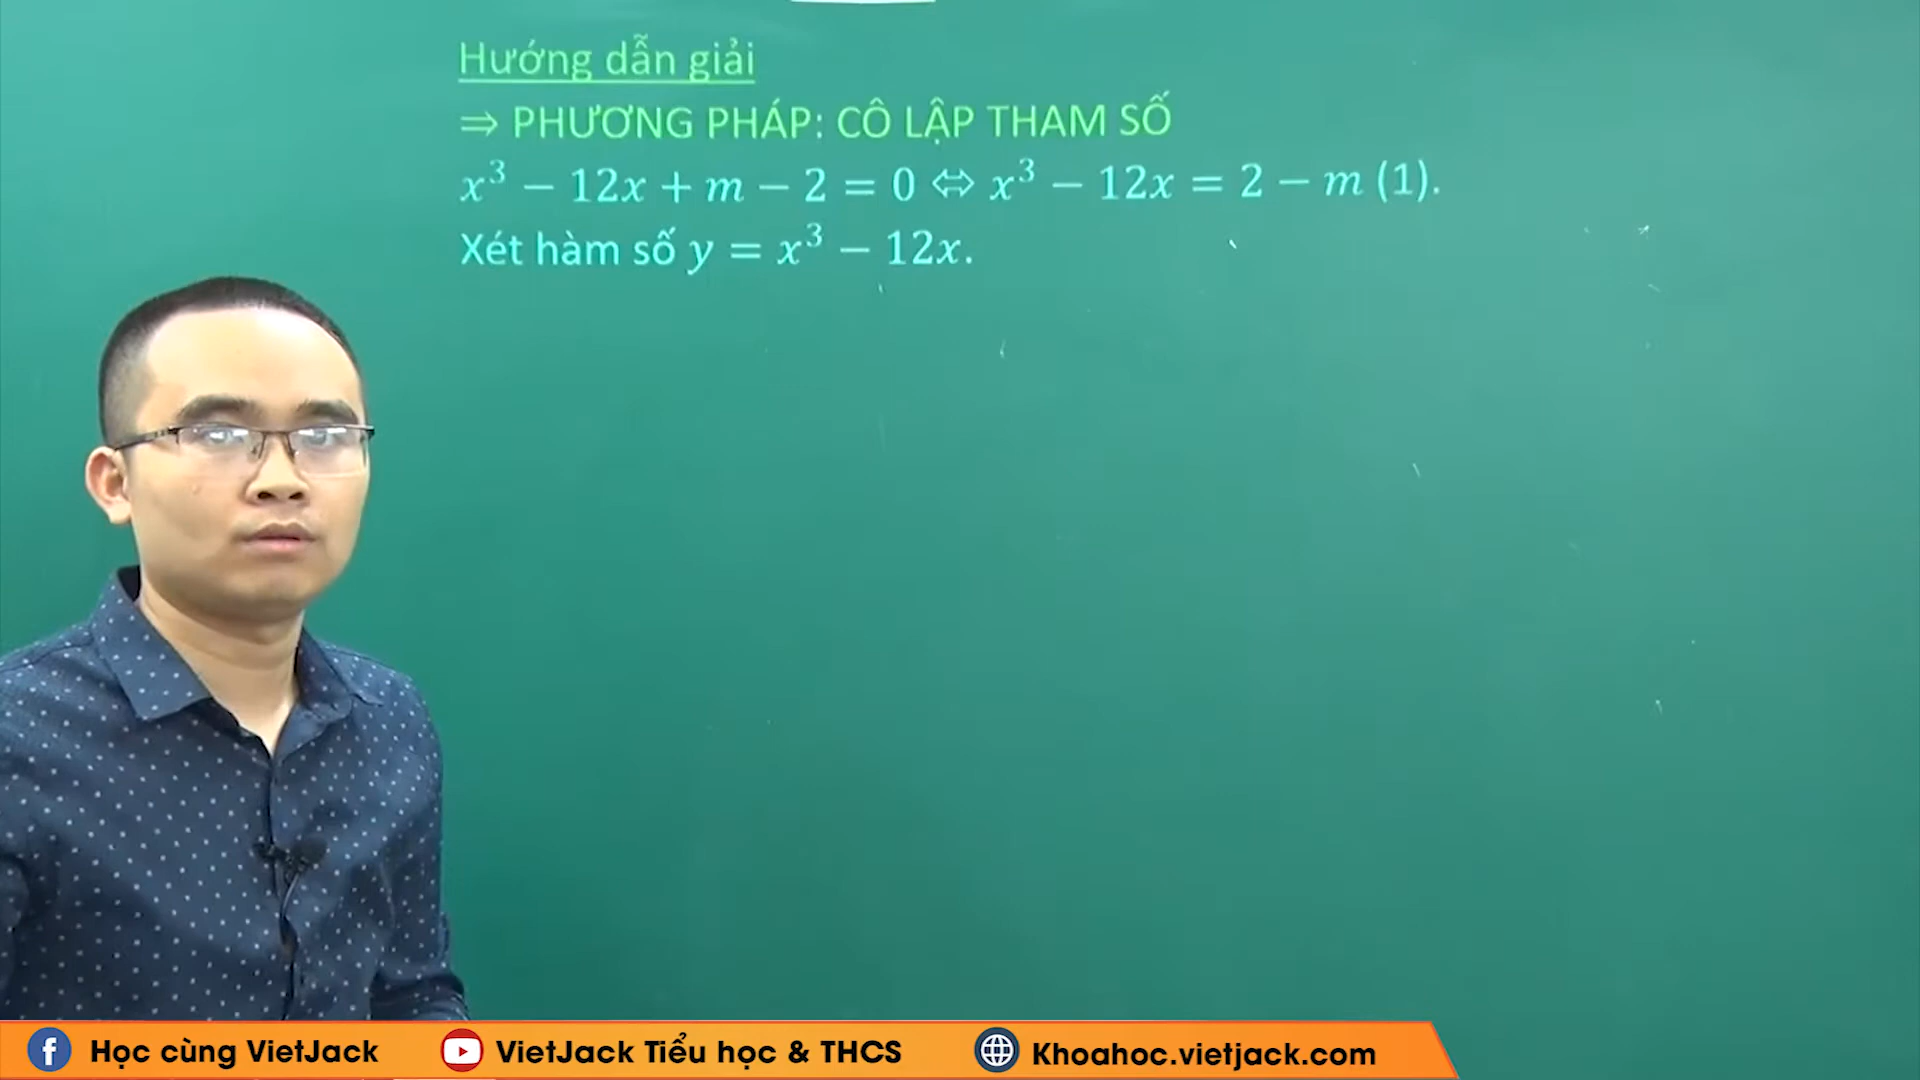 Hướng dẫn giải
⇒ PHƯƠNG PHÁP: CÔ LẬP THAM SỐ
x³ − 12x + m − 2 = 0 ⇔ x³ − 12x = 2 − m (1).
Xét hàm số y = x³ − 12x.
Học cùng VietJack
VietJack Tiểu học & THCS
Khoahoc.vietjack.com